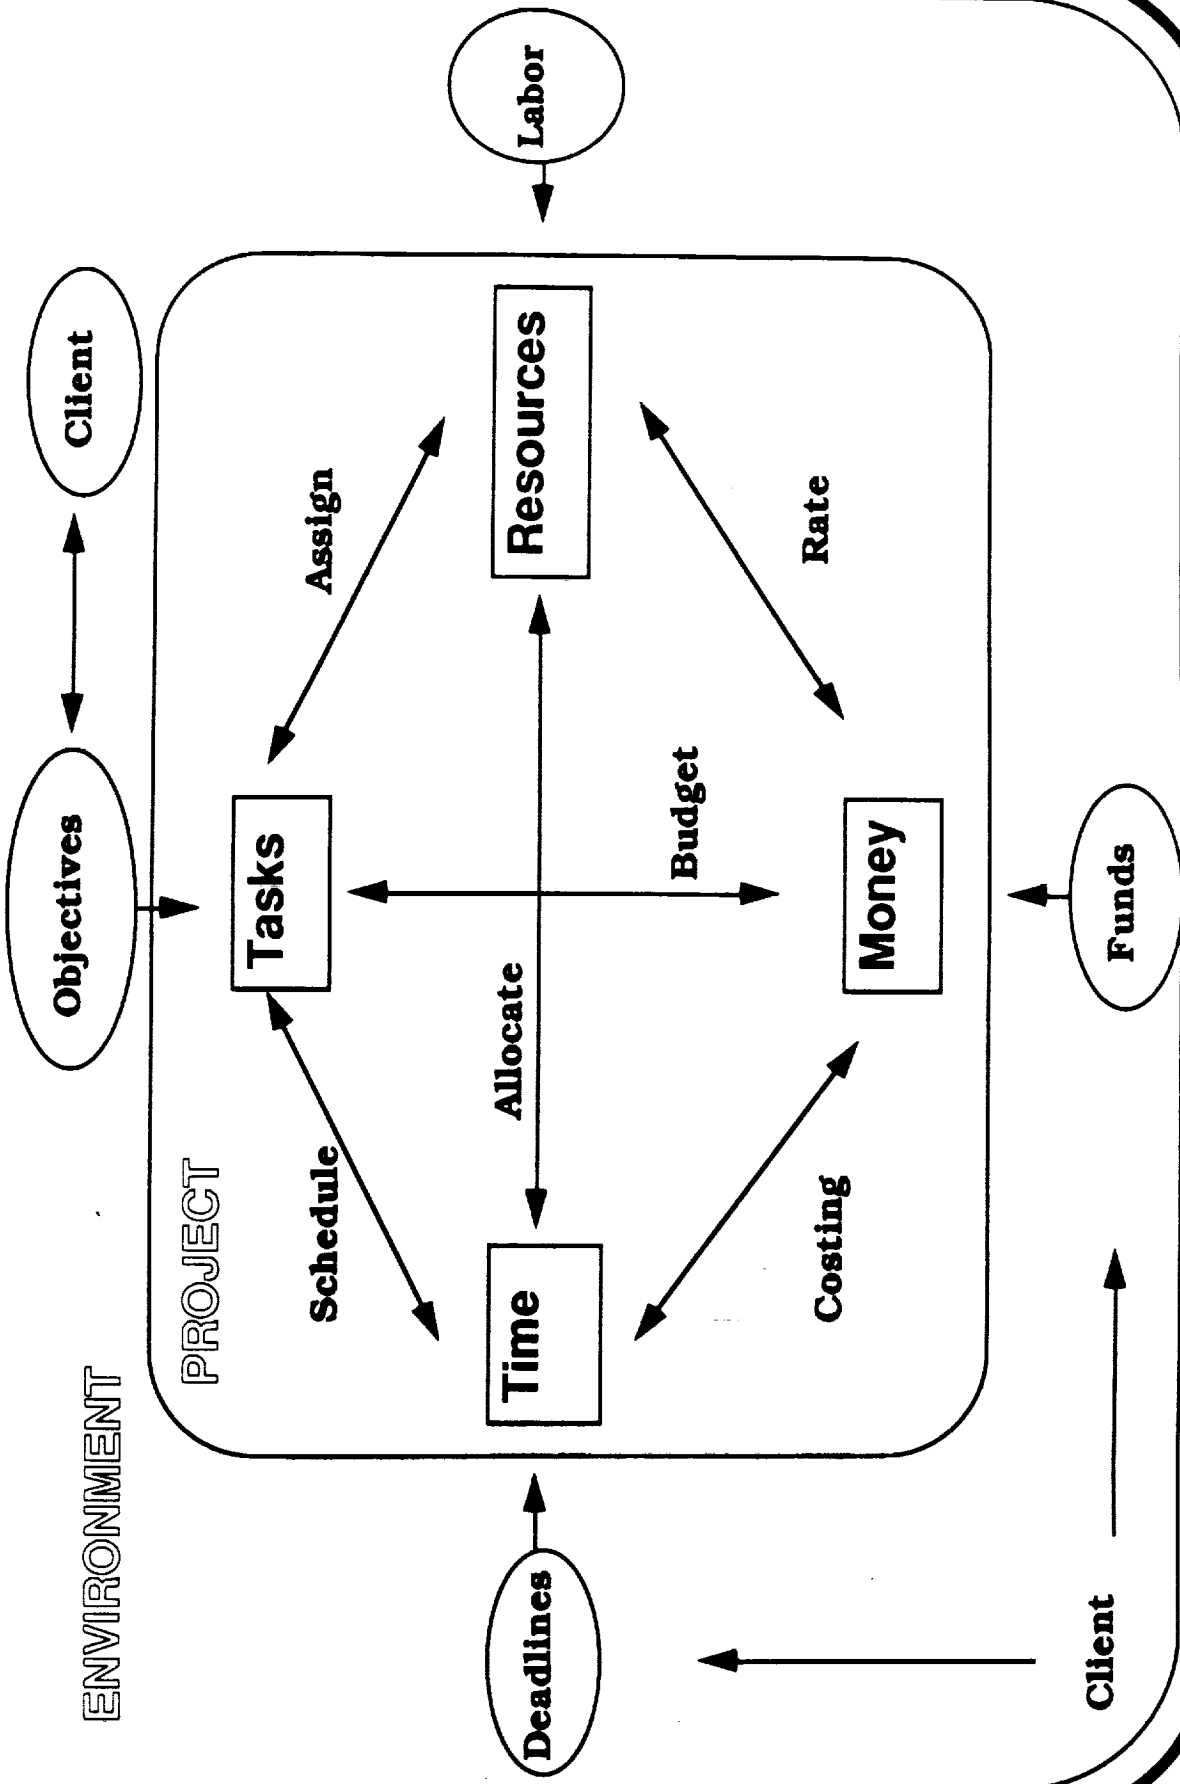 ENVIRONMENT
Objectives
Client
PROJECT
Tasks
Schedule
Assign
Deadlines
Time
Allocate
Resources
Labor
Budget
Costing
Rate
Money
Client
Funds